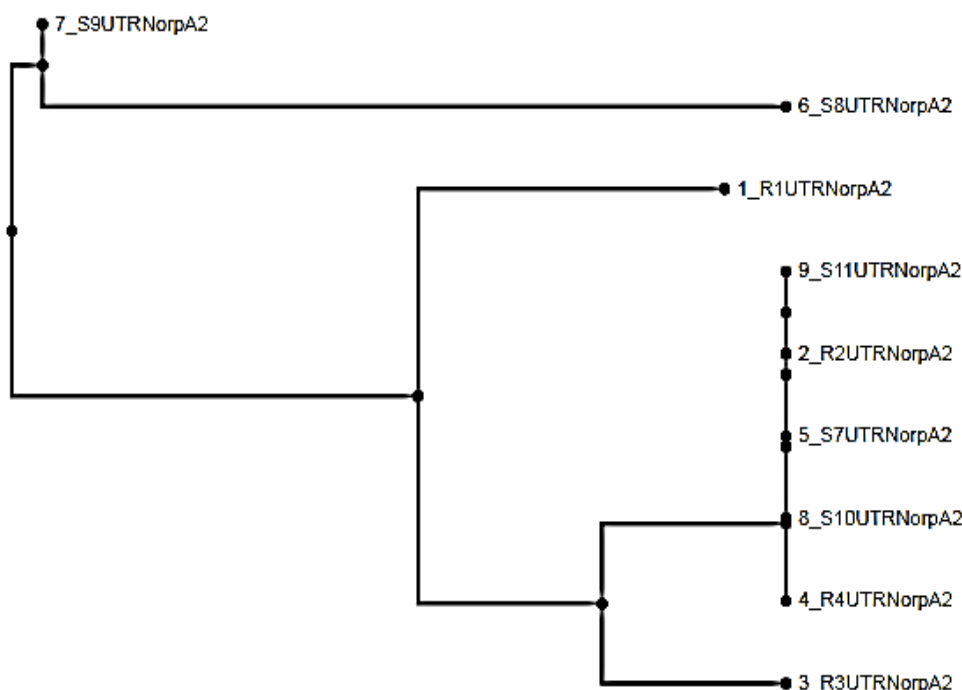 7_S9UTRNorpA2
6_S8UTRNorpA2
1_R1UTRNorpA2
9_S11UTRNorpA2
2_R2UTRNorpA2
5_S7UTRNorpA2
8_S10UTRNorpA2
4_R4UTRNorpA2
3_R3UTRNorpA2